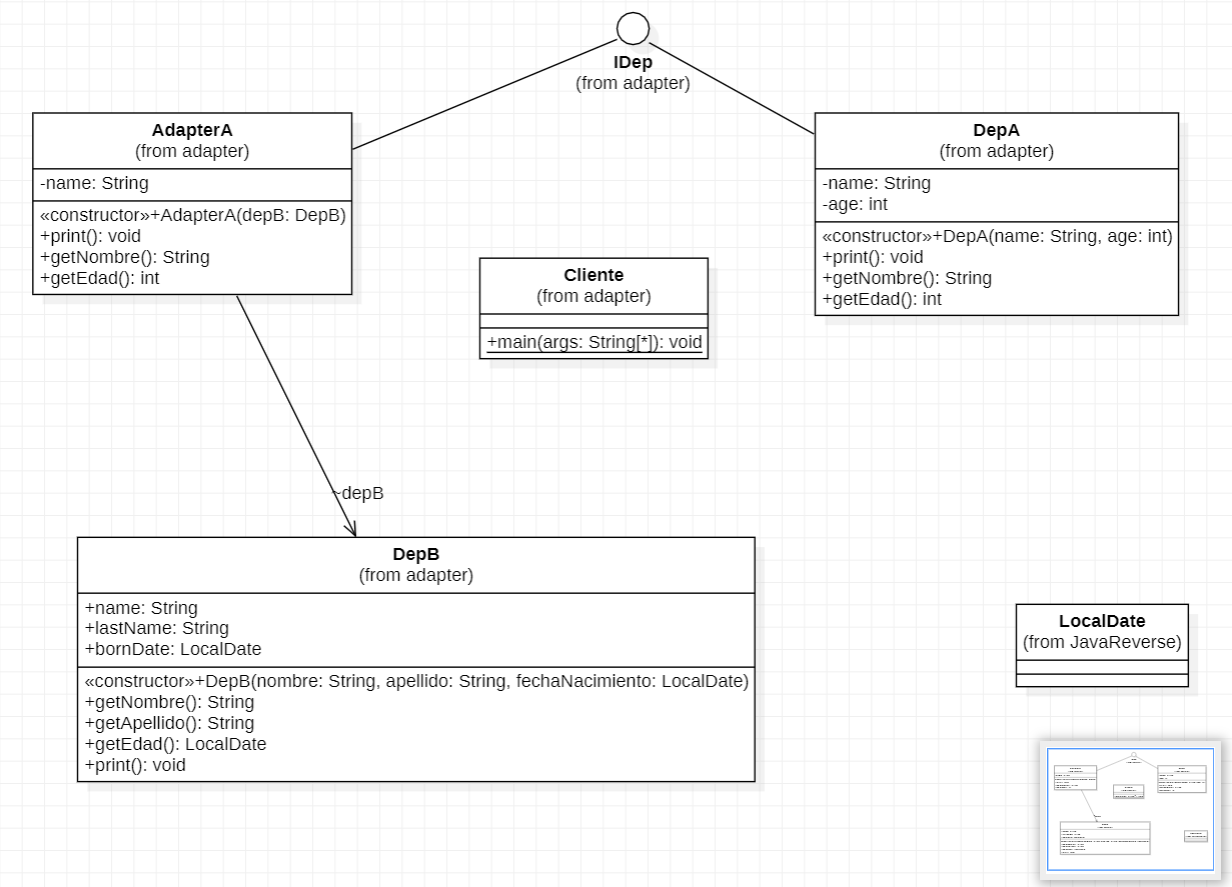 IDep
(from adapter)
AdapterA
(from adapter)
-name: String
«constructor»+AdapterA(depB: DepB)
+print(): void
+getNombre(): String
+getEdad(): int
DepA
(from adapter)
-name: String
-age: int
«constructor»+DepA(name: String, age: int)
+print(): void
+getNombre(): String
+getEdad(): int
Cliente
(from adapter)
+main(args: String[*]): void
~depB
DepB
(from adapter)
+name: String
+lastName: String
+bornDate: LocalDate
«constructor»+DepB(nombre: String, apellido: String, fechaNacimiento: LocalDate)
+getNombre(): String
+getApellido(): String
+getEdad(): LocalDate
+print(): void
LocalDate
(from JavaReverse)